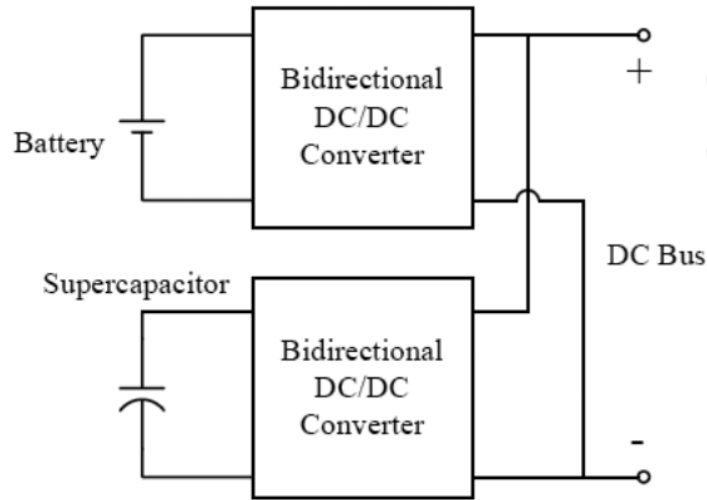 Bidirectional
DC/DC
Converter
+
Battery
DC Bus
Supercapacitor
Bidirectional
DC/DC
Converter
-